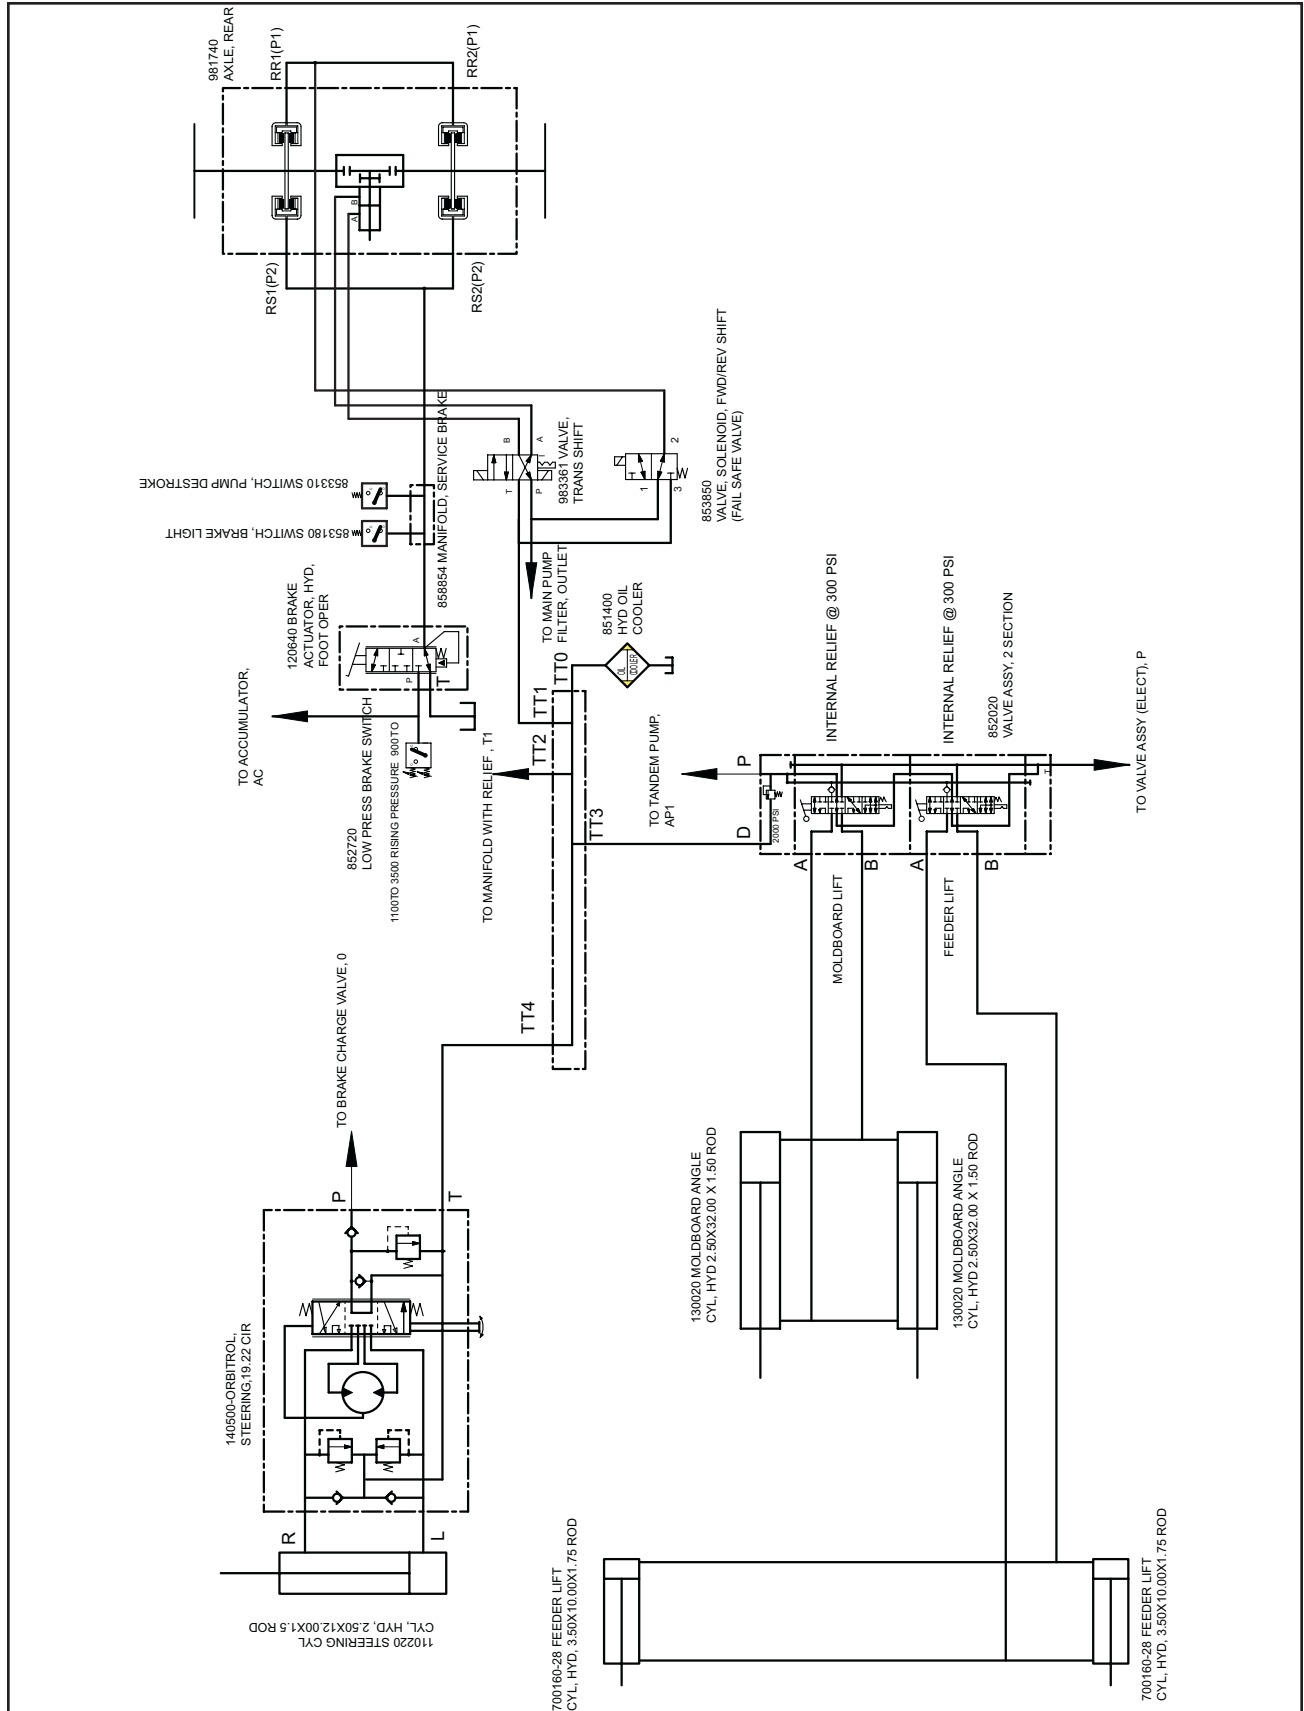 981740
AXLE, REAR
RR1(P1)
RR2(P1)
RS1(P2)
RS2(P2)
B
A
853310 SWITCH, PUMP DESTROKE
853180 SWITCH, BRAKE LIGHT
858854 MANIFOLD, SERVICE BRAKE
120640 BRAKE
ACTUATOR, HYD,
FOOT OPER
P
A
T
TO ACCUMULATOR,
AC
852720
LOW PRESS BRAKE SWITCH
1100TO 3500 RISING PRESSURE 900TO
B
A
T
P
983361 VALVE,
TRANS SHIFT
1
2
3
853850
VALVE, SOLENOID, FWD/REV SHIFT
(FAIL SAFE VALVE)
TO MAIN PUMP
FILTER, OUTLET
851400
HYD OIL
COOLER
OIL
COOLER
TT0
TT1
TT2
TT3
TT4
TO MANIFOLD WITH RELIEF , T1
TO TANDEM PUMP,
AP1
INTERNAL RELIEF @ 300 PSI
INTERNAL RELIEF @ 300 PSI
852020
VALVE ASSY, 2 SECTION
P
D
2000 PSI
T
A
B
A
B
MOLDBOARD LIFT
FEEDER LIFT
TO VALVE ASSY (ELECT), P
TO BRAKE CHARGE VALVE, 0
P
T
140500-ORBITROL,
STEERING,19.22 CIR
R
L
110220 STEERING CYL
CYL, HYD, 2.50X12.00X1.5 ROD
130020 MOLDBOARD ANGLE
CYL, HYD 2.50X32.00 X 1.50 ROD
130020 MOLDBOARD ANGLE
CYL, HYD 2.50X32.00 X 1.50 ROD
700160-28 FEEDER LIFT
CYL, HYD, 3.50X10.00X1.75 ROD
700160-28 FEEDER LIFT
CYL, HYD, 3.50X10.00X1.75 ROD